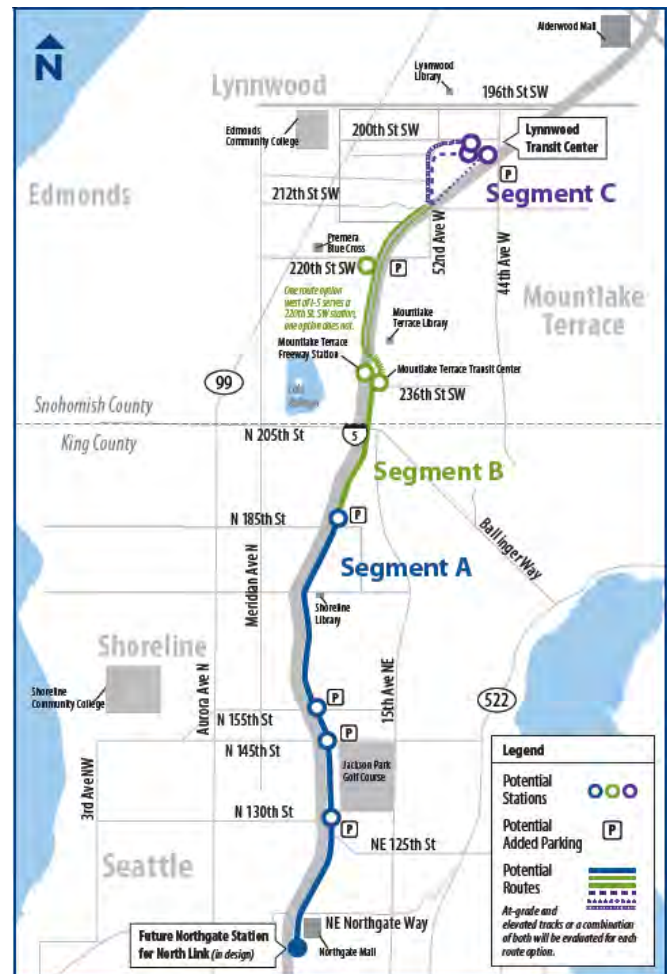 Alderwood Mall
N
Lynnwood
Library
Lynnwood
196th St SW
Edmonds
Community College
200th St SW
Lynnwood
Transit Center
P
Segment C
Edmonds
212th St SW
52nd Ave W
44th Ave W
Premera
Blue Cross
220th St SW
P
One route option
west of I-5 serves a
220th St. SW station,
one option does not.
Mountlake
Terrace
Mountlake
Terrace Library
Mountlake Terrace
Freeway Station
Mountlake Terrace Transit Center
99
236th St SW
Snohomish County
King County
N 205th St
5
Segment B
N 185th St
P
Ballinger Way
Segment A
Meridian Ave N
Shoreline
Library
Shoreline
Aurora Ave N
15th Ave NE
Shoreline
Community College
522
P
N 155th St
N 145th St
P
3rd Ave NW
Jackson Park
Golf Course
N 130th St
P
NE 125th St
Seattle
NE Northgate Way
Future Northgate Station
for North Link (in design)
Northgate Mall
Legend
Potential
Stations
Potential
Added Parking
P
Potential
Routes
At-grade and
elevated tracks or a combination
of both will be evaluated for each
route option.